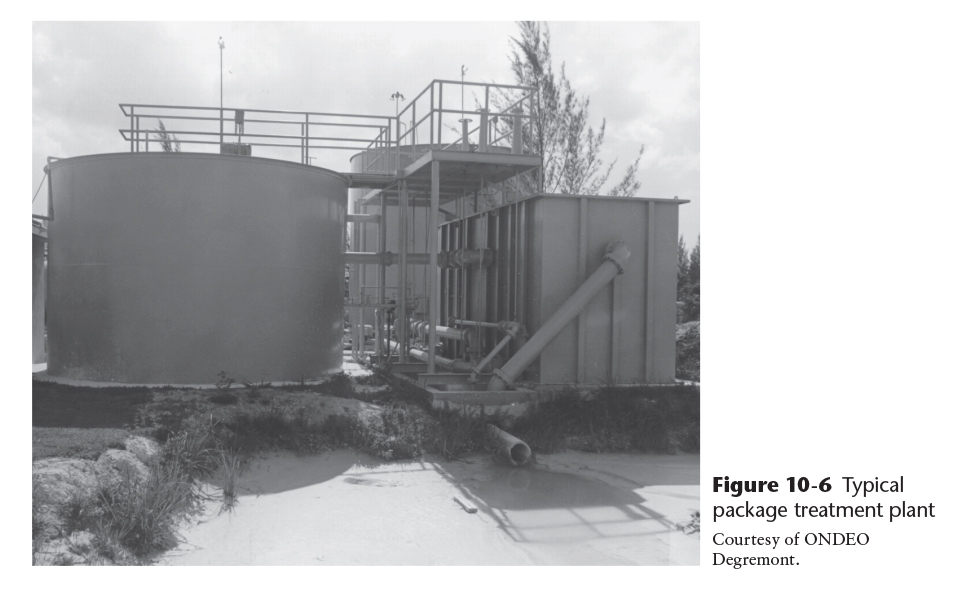 Figure 10-6 Typical
package treatment plant
Courtesy of ONDEO
Degremont.